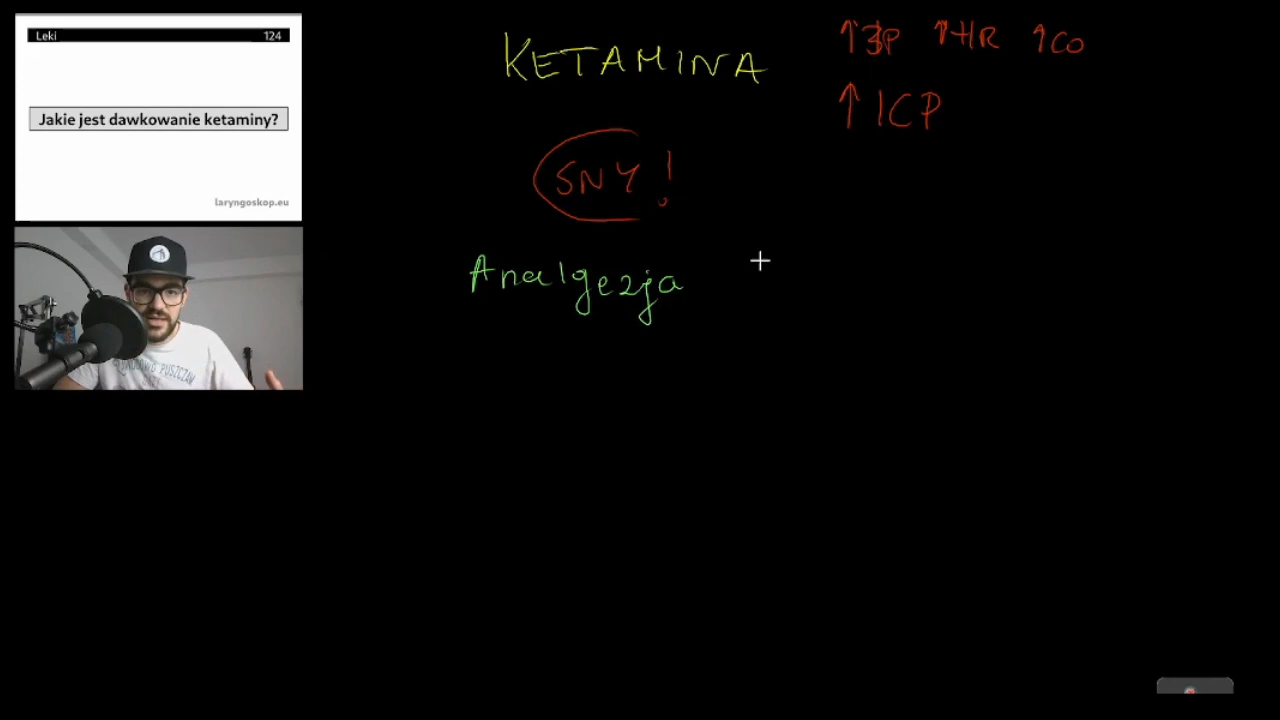 Leki 124
Jakie jest dawkowanie ketaminy?
laryngoskop.eu
KETAMINA
↑BP ↑HR ↑CO
↑ICP
SNY!
Analgezja